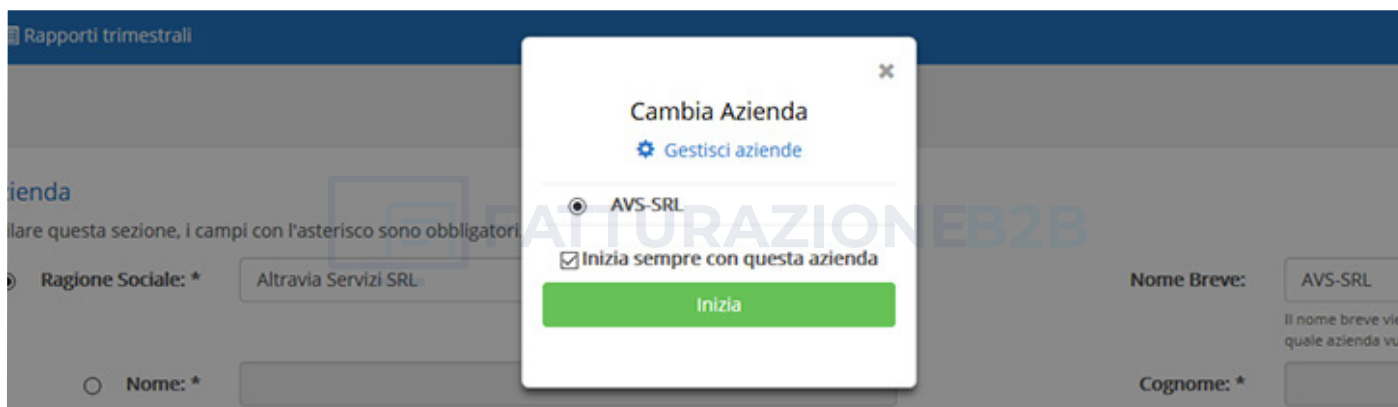 Rapporti trimestrali
Cambia Azienda
Gestisci aziende
AVS-SRL
Inizia sempre con questa azienda
Inizia
ienda
lare questa sezione, i campi con l'asterisco sono obbligatori.
Ragione Sociale: *
Altravia Servizi SRL
Nome Breve:
AVS-SRL
Il nome breve vie
quale azienda vu
Nome: *
Cognome: *
FATTURAZIONEB2B